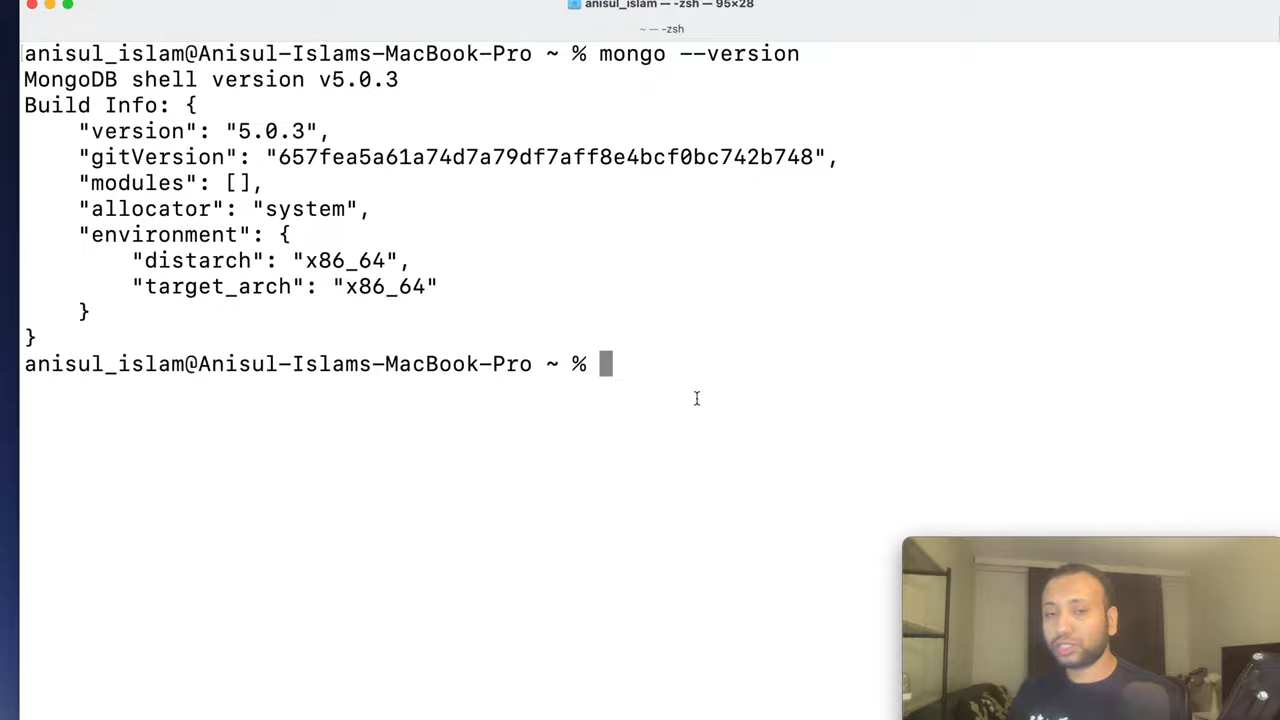 anisul_islam — -zsh — 95×28
~ — -zsh
anisul_islam@Anisul-Islams-MacBook-Pro ~ % mongo --version
MongoDB shell version v5.0.3
Build Info: {
    "version": "5.0.3",
    "gitVersion": "657fea5a61a74d7a79df7aff8e4bcf0bc742b748",
    "modules": [],
    "allocator": "system",
    "environment": {
        "distarch": "x86_64",
        "target_arch": "x86_64"
    }
}
anisul_islam@Anisul-Islams-MacBook-Pro ~ %